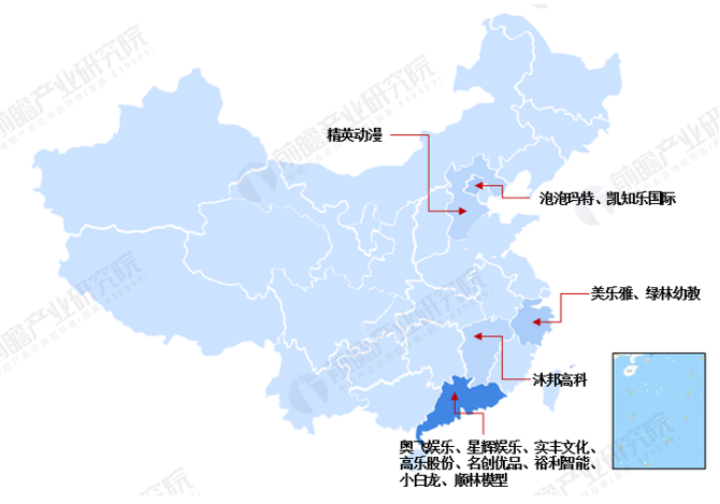 精英动漫
泡泡玛特、凯知乐国际
美乐雅、绿林幼教
沐邦高科
奥飞娱乐、星辉娱乐、实丰文化、
高乐股份、名创优品、裕利智能、
小白龙、顺林模型
前瞻产业研究院
前瞻产业研究院
前瞻产业研究院
前瞻产业研究院